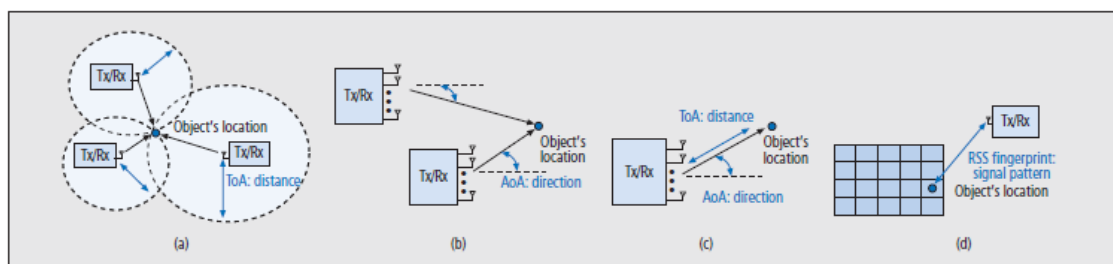 Tx/Rx
Object's location
Tx/Rx
Tx/Rx
ToA: distance
(a)
Tx/Rx
Object's
location
Tx/Rx
AoA: direction
(b)
ToA: distance
Tx/Rx
Object's
location
AoA: direction
(c)
Tx/Rx
RSS fingerprint:
signal pattern
Object's location
(d)